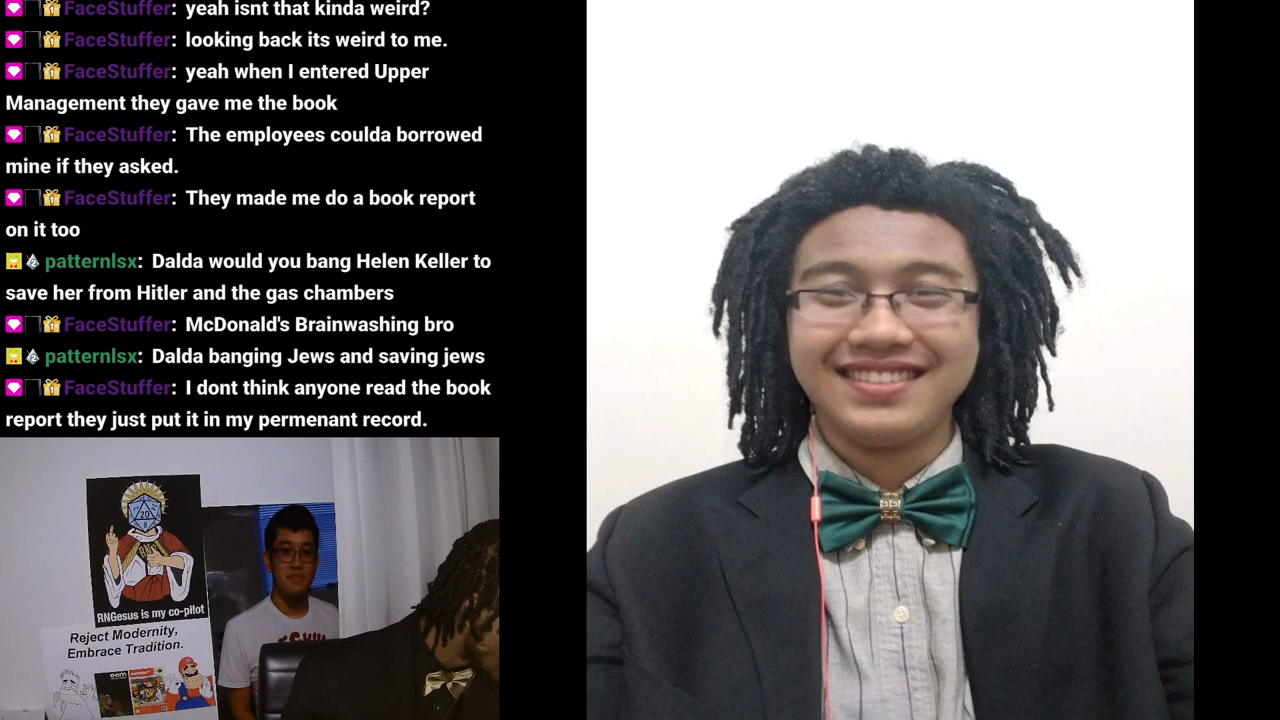 FaceStuffer: yeah isnt that kinda weird?
FaceStuffer: looking back its weird to me.
FaceStuffer: yeah when I entered Upper
Management they gave me the book
FaceStuffer: The employees coulda borrowed
mine if they asked.
FaceStuffer: They made me do a book report
on it too
patternlsx: Dalda would you bang Helen Keller to
save her from Hitler and the gas chambers
FaceStuffer: McDonald's Brainwashing bro
patternlsx: Dalda banging Jews and saving jews
FaceStuffer: I dont think anyone read the book
report they just put it in my permenant record.
20
8
RNGesus is my co-pilot
Reject Modernity,
Embrace Tradition.